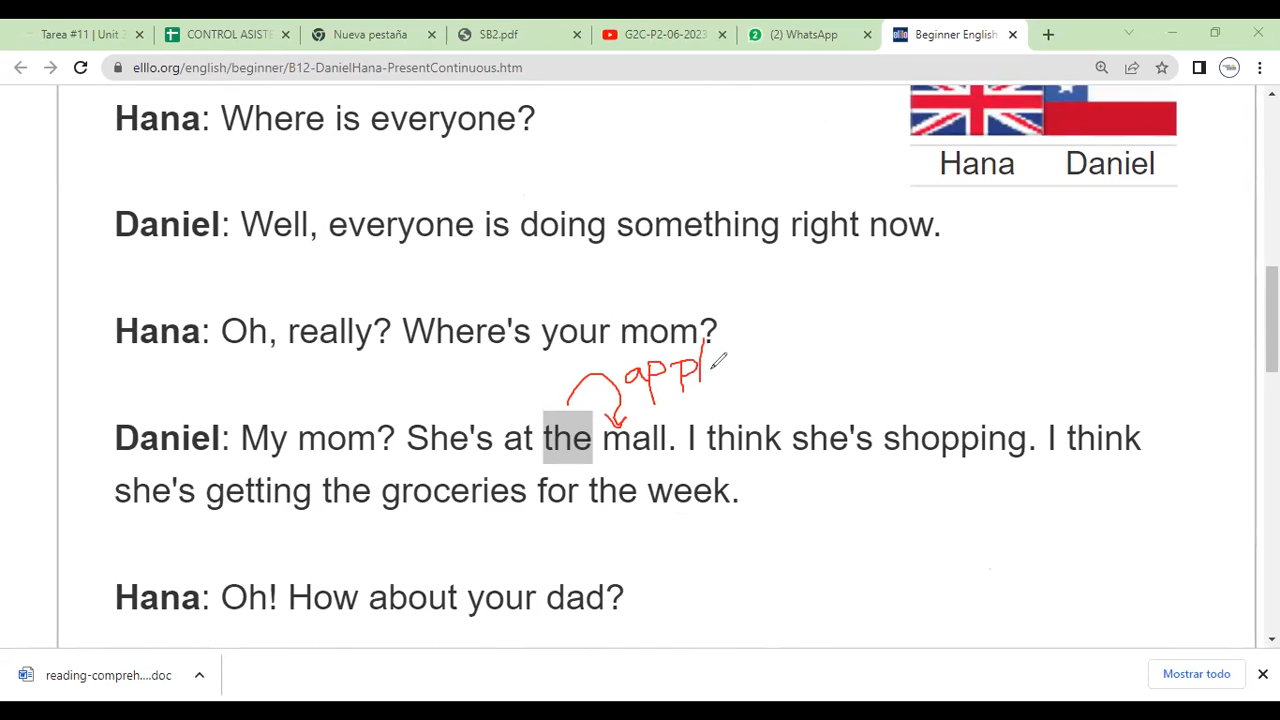 Tarea #11 | Unit
CONTROL ASISTE
Nueva pestaña
SB2.pdf
G2C-P2-06-2023
2
(2) WhatsApp
Beginner English
elllo.org/english/beginner/B12-DanielHana-PresentContinuous.htm
Hana: Where is everyone?
Hana Daniel
Daniel: Well, everyone is doing something right now.
Hana: Oh, really? Where's your mom?
appl
Daniel: My mom? She's at the mall. I think she's shopping. I think
she's getting the groceries for the week.
Hana: Oh! How about your dad?
reading-compreh....doc
Mostrar todo